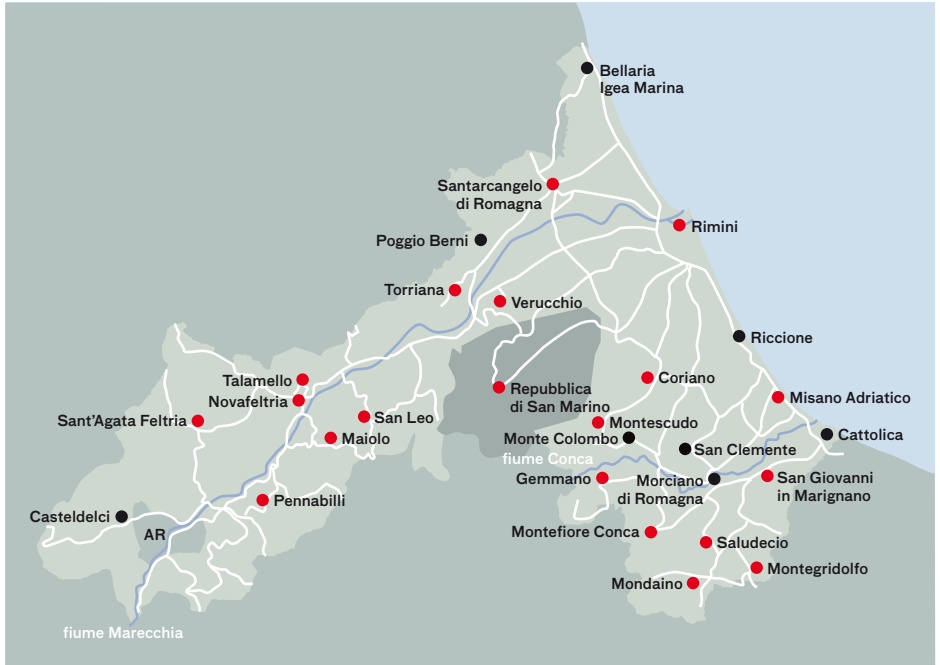 Bellaria
Igea Marina
Santarcangelo
di Romagna
Poggio Berni
Rimini
Torriana
Verucchio
Riccione
Talamello
Novafeltria
Repubblica
di San Marino
Coriano
Misano Adriatico
Sant'Agata Feltria
San Leo
Maiolo
Montescudo
Monte Colombo
fiume Conca
Cattolica
San Clemente
Gemmano
Morciano
di Romagna
San Giovanni
in Marignano
Pennabilli
Casteldelci
AR
Montefiore Conca
Saludecio
Montegridolfo
Mondaino
fiume Marecchia